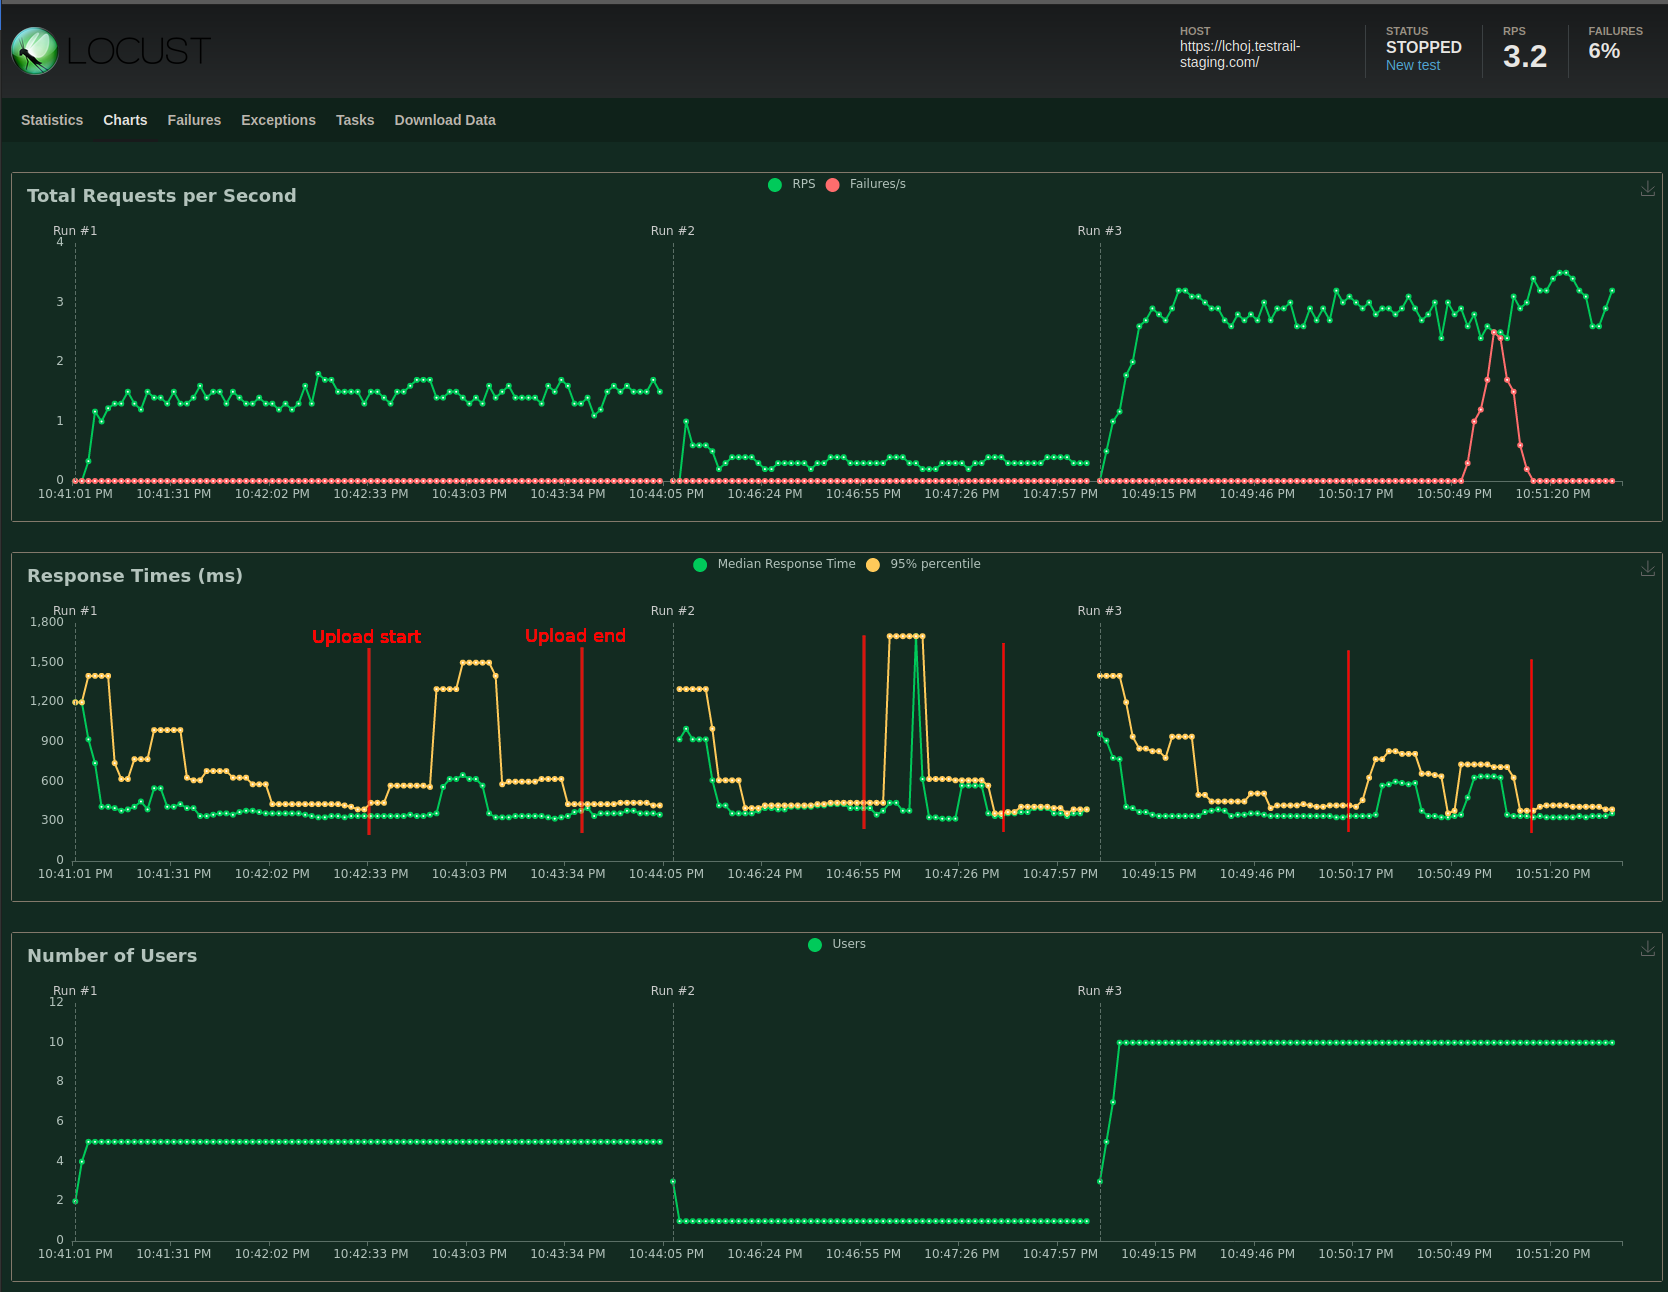 LOCUST
HOST
https://lchoj.testrail-
staging.com/
STATUS
STOPPED
New test
RPS
3.2
FAILURES
6%
Statistics Charts Failures Exceptions Tasks Download Data
Total Requests per Second
RPS Failures/s
Run #1 Run #2 Run #3
4
3
2
1
0
10:41:01 PM 10:41:31 PM 10:42:02 PM 10:42:33 PM 10:43:03 PM 10:43:34 PM 10:44:05 PM 10:46:24 PM 10:46:55 PM 10:47:26 PM 10:47:57 PM 10:49:15 PM 10:49:46 PM 10:50:17 PM 10:50:49 PM 10:51:20 PM
Response Times (ms)
Median Response Time 95% percentile
Run #1 Run #2 Run #3
1,800
Upload start Upload end
1,500
1,200
900
600
300
0
10:41:01 PM 10:41:31 PM 10:42:02 PM 10:42:33 PM 10:43:03 PM 10:43:34 PM 10:44:05 PM 10:46:24 PM 10:46:55 PM 10:47:26 PM 10:47:57 PM 10:49:15 PM 10:49:46 PM 10:50:17 PM 10:50:49 PM 10:51:20 PM
Number of Users
Users
Run #1 Run #2 Run #3
12
10
8
6
4
2
0
10:41:01 PM 10:41:31 PM 10:42:02 PM 10:42:33 PM 10:43:03 PM 10:43:34 PM 10:44:05 PM 10:46:24 PM 10:46:55 PM 10:47:26 PM 10:47:57 PM 10:49:15 PM 10:49:46 PM 10:50:17 PM 10:50:49 PM 10:51:20 PM